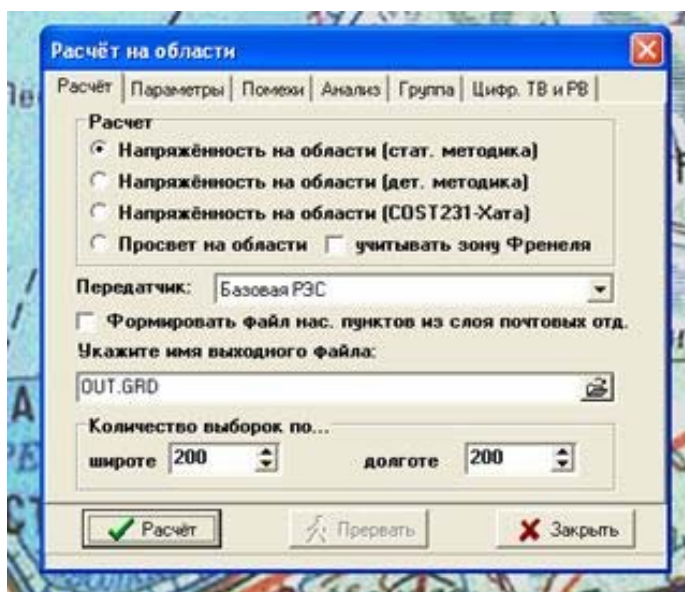 Расчёт на области
Расчёт Параметры Помехи Анализ Группа Цифр. ТВ и РВ
Расчет
Напряжённость на области (стат. методика)
Напряжённость на области (дет. методика)
Напряжённость на области (COST231-Хата)
Просвет на области учитывать зону Френеля
Передатчик: Базовая РЭС
Формировать файл нас. пунктов из слоя почтовых отд.
Укажите имя выходного файла:
OUT.GRD
Количество выборок по...
широте 200 долготе 200
Расчёт Прервать Закрыть